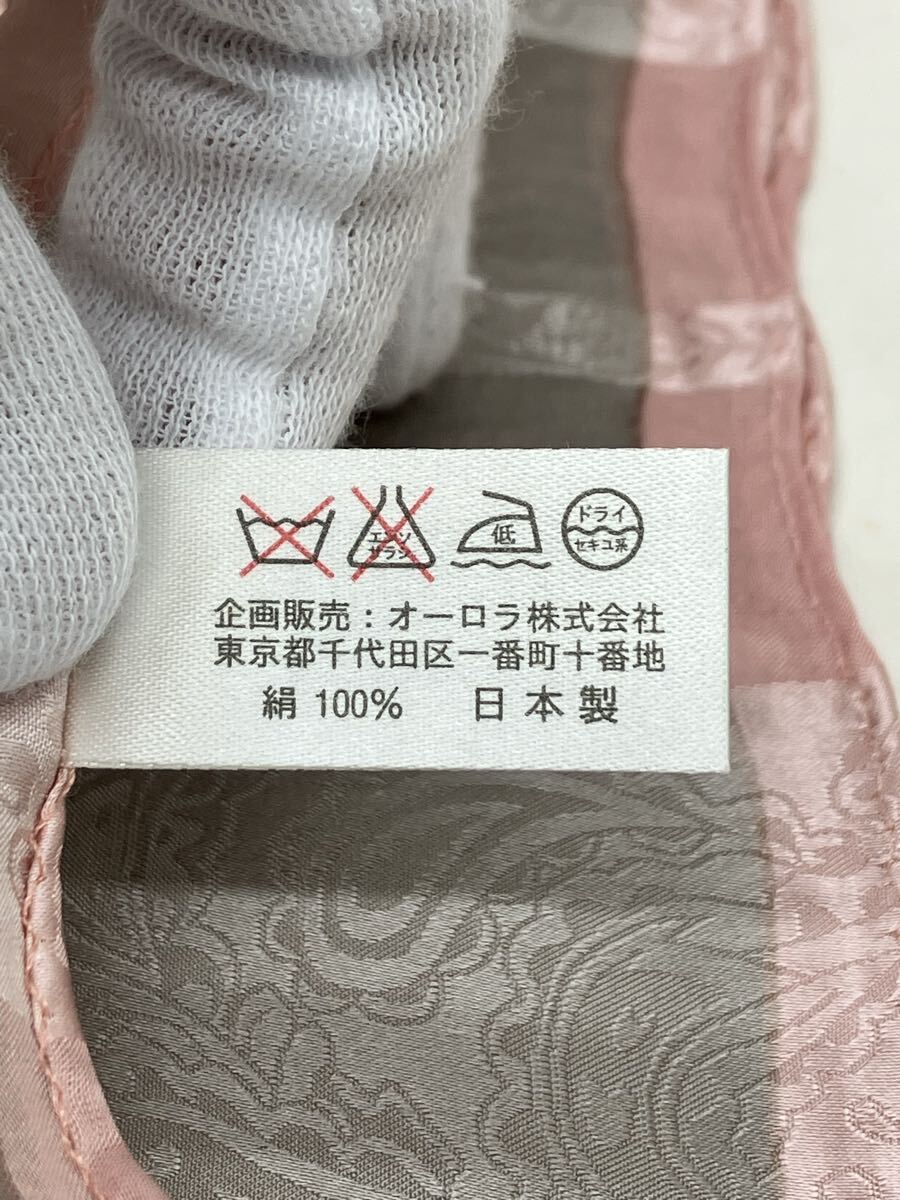 エンソ
サラシ
低
ドライ
セキユ系
企画販売：オーロラ株式会社
東京都千代田区一番町十番地
絹 100% 日本製